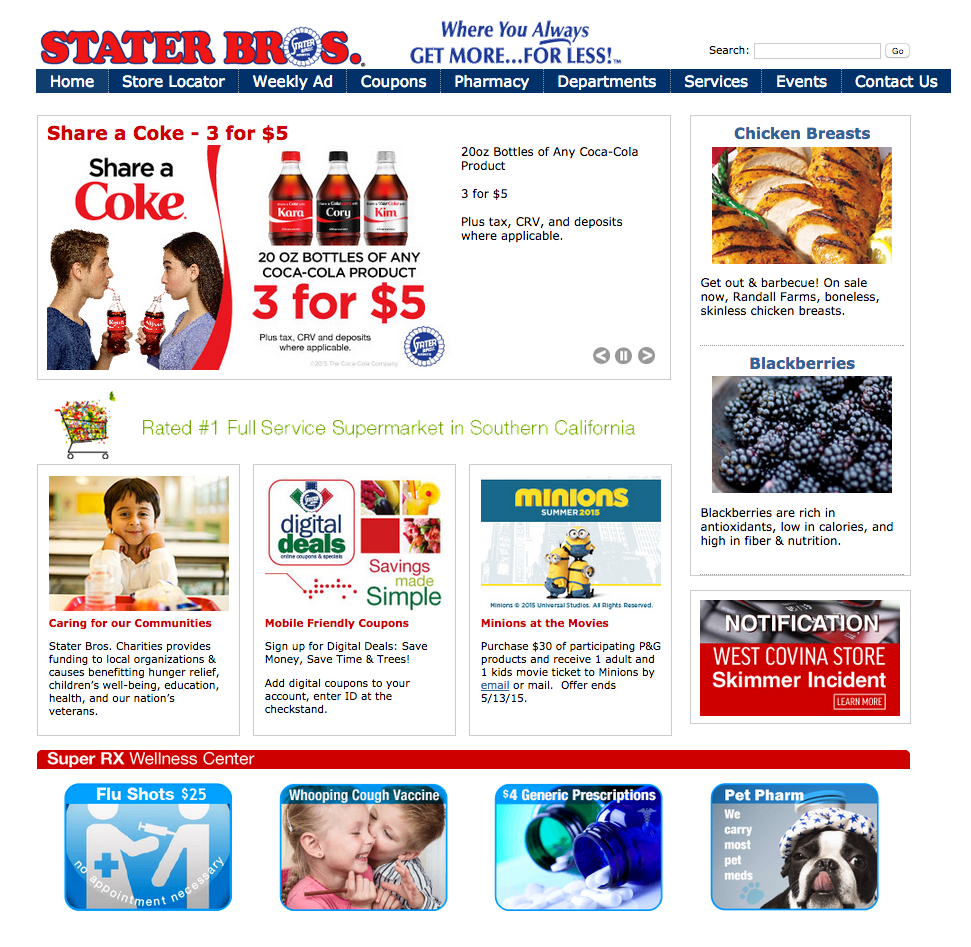 STATER BROS.
STATER BROS
Where You Always
GET MORE...FOR LESS!™
Search:
Go
Home
Store Locator
Weekly Ad
Coupons
Pharmacy
Departments
Services
Events
Contact Us
Share a Coke - 3 for $5
Share a
Coke
Kara
Cory
Kim
20 OZ BOTTLES OF ANY
COCA-COLA PRODUCT
3 for $5
Plus tax, CRV and deposits
where applicable.
STATER
BROS
©2015 The Coca-Cola Company
20oz Bottles of Any Coca-Cola
Product
3 for $5
Plus tax, CRV, and deposits
where applicable.
Chicken Breasts
Get out & barbecue! On sale
now, Randall Farms, boneless,
skinless chicken breasts.
Blackberries
Blackberries are rich in
antioxidants, low in calories, and
high in fiber & nutrition.
Rated #1 Full Service Supermarket in Southern California
Caring for our Communities
Stater Bros. Charities provides
funding to local organizations &
causes benefitting hunger relief,
children's well-being, education,
health, and our nation's
veterans.
digital
deals
online coupons & specials
Savings
made
Simple
Mobile Friendly Coupons
Sign up for Digital Deals: Save
Money, Save Time & Trees!
Add digital coupons to your
account, enter ID at the
checkstand.
MINIONS
SUMMER 2015
Minions © 2015 Universal Studios. All Rights Reserved.
Minions at the Movies
Purchase $30 of participating P&G
products and receive 1 adult and
1 kids movie ticket to Minions by
email or mail.  Offer ends
5/13/15.
NOTIFICATION
WEST COVINA STORE
Skimmer Incident
LEARN MORE
Super RX Wellness Center
Flu Shots $25
no appointment necessary
Whooping Cough Vaccine
$4 Generic Prescriptions
Pet Pharm
We
carry
most
pet
meds